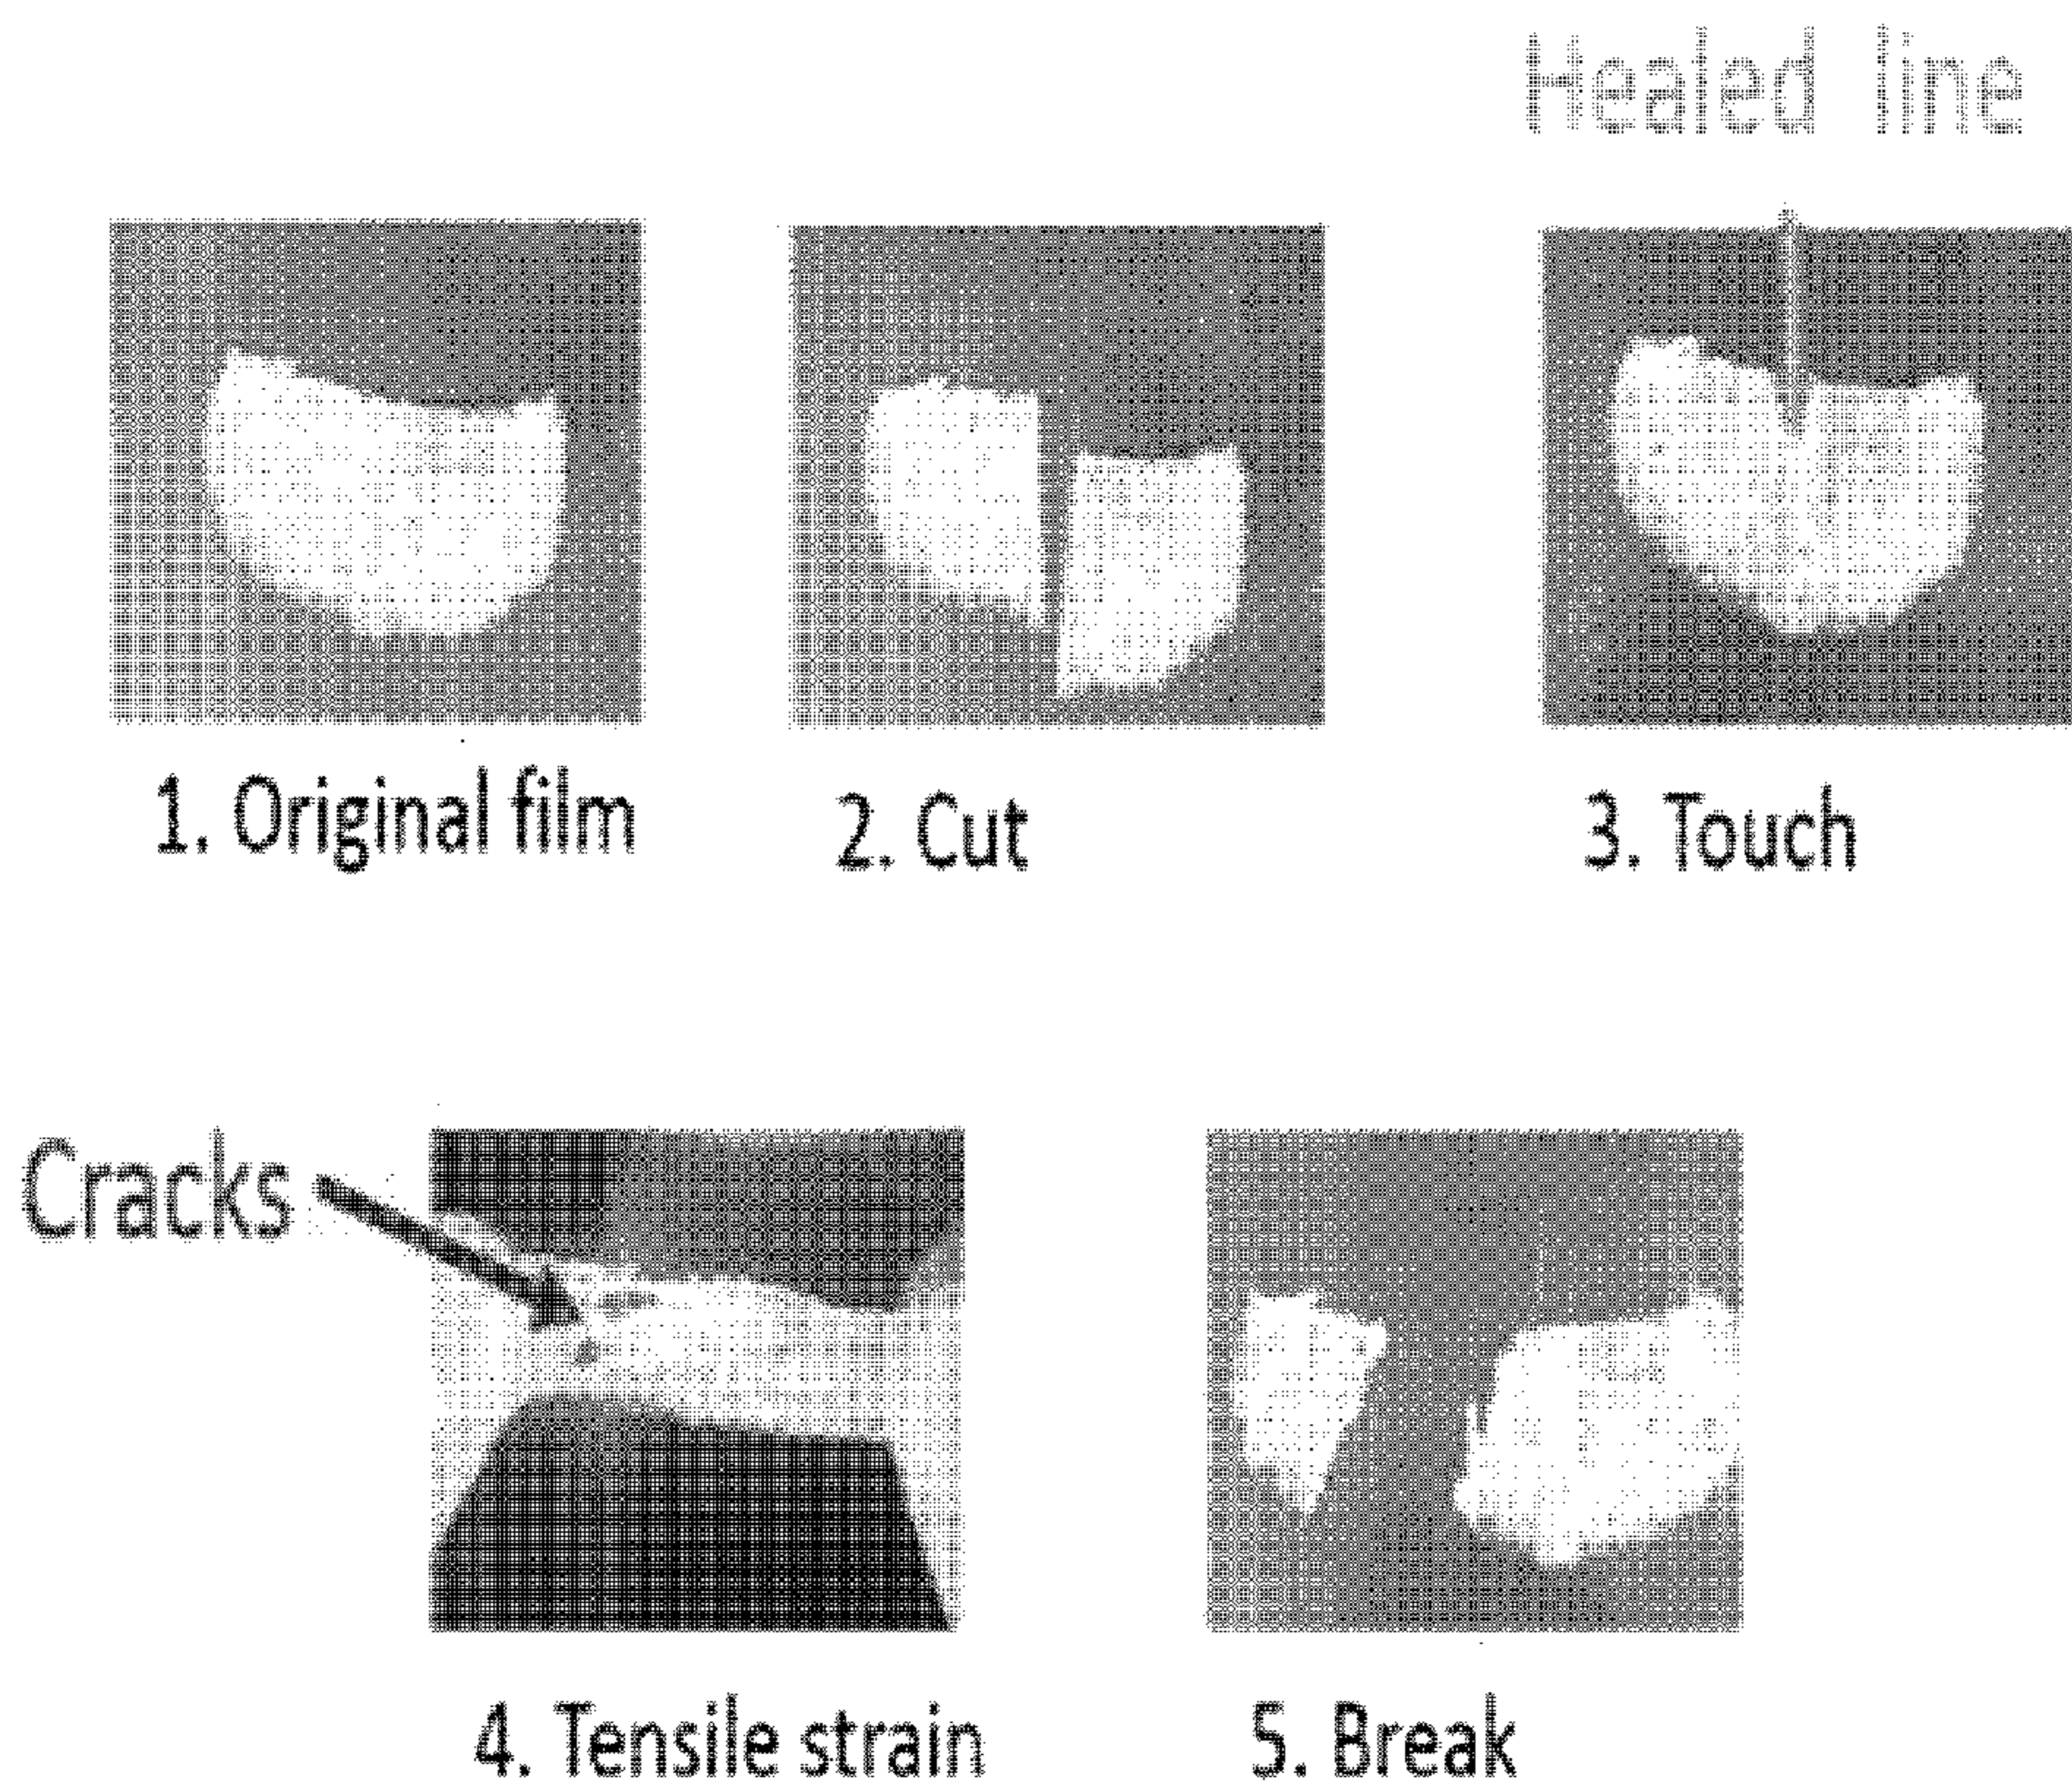 Healed line
1. Original film
2. Cut
3. Touch
Cracks
4. Tensile strain
5. Break